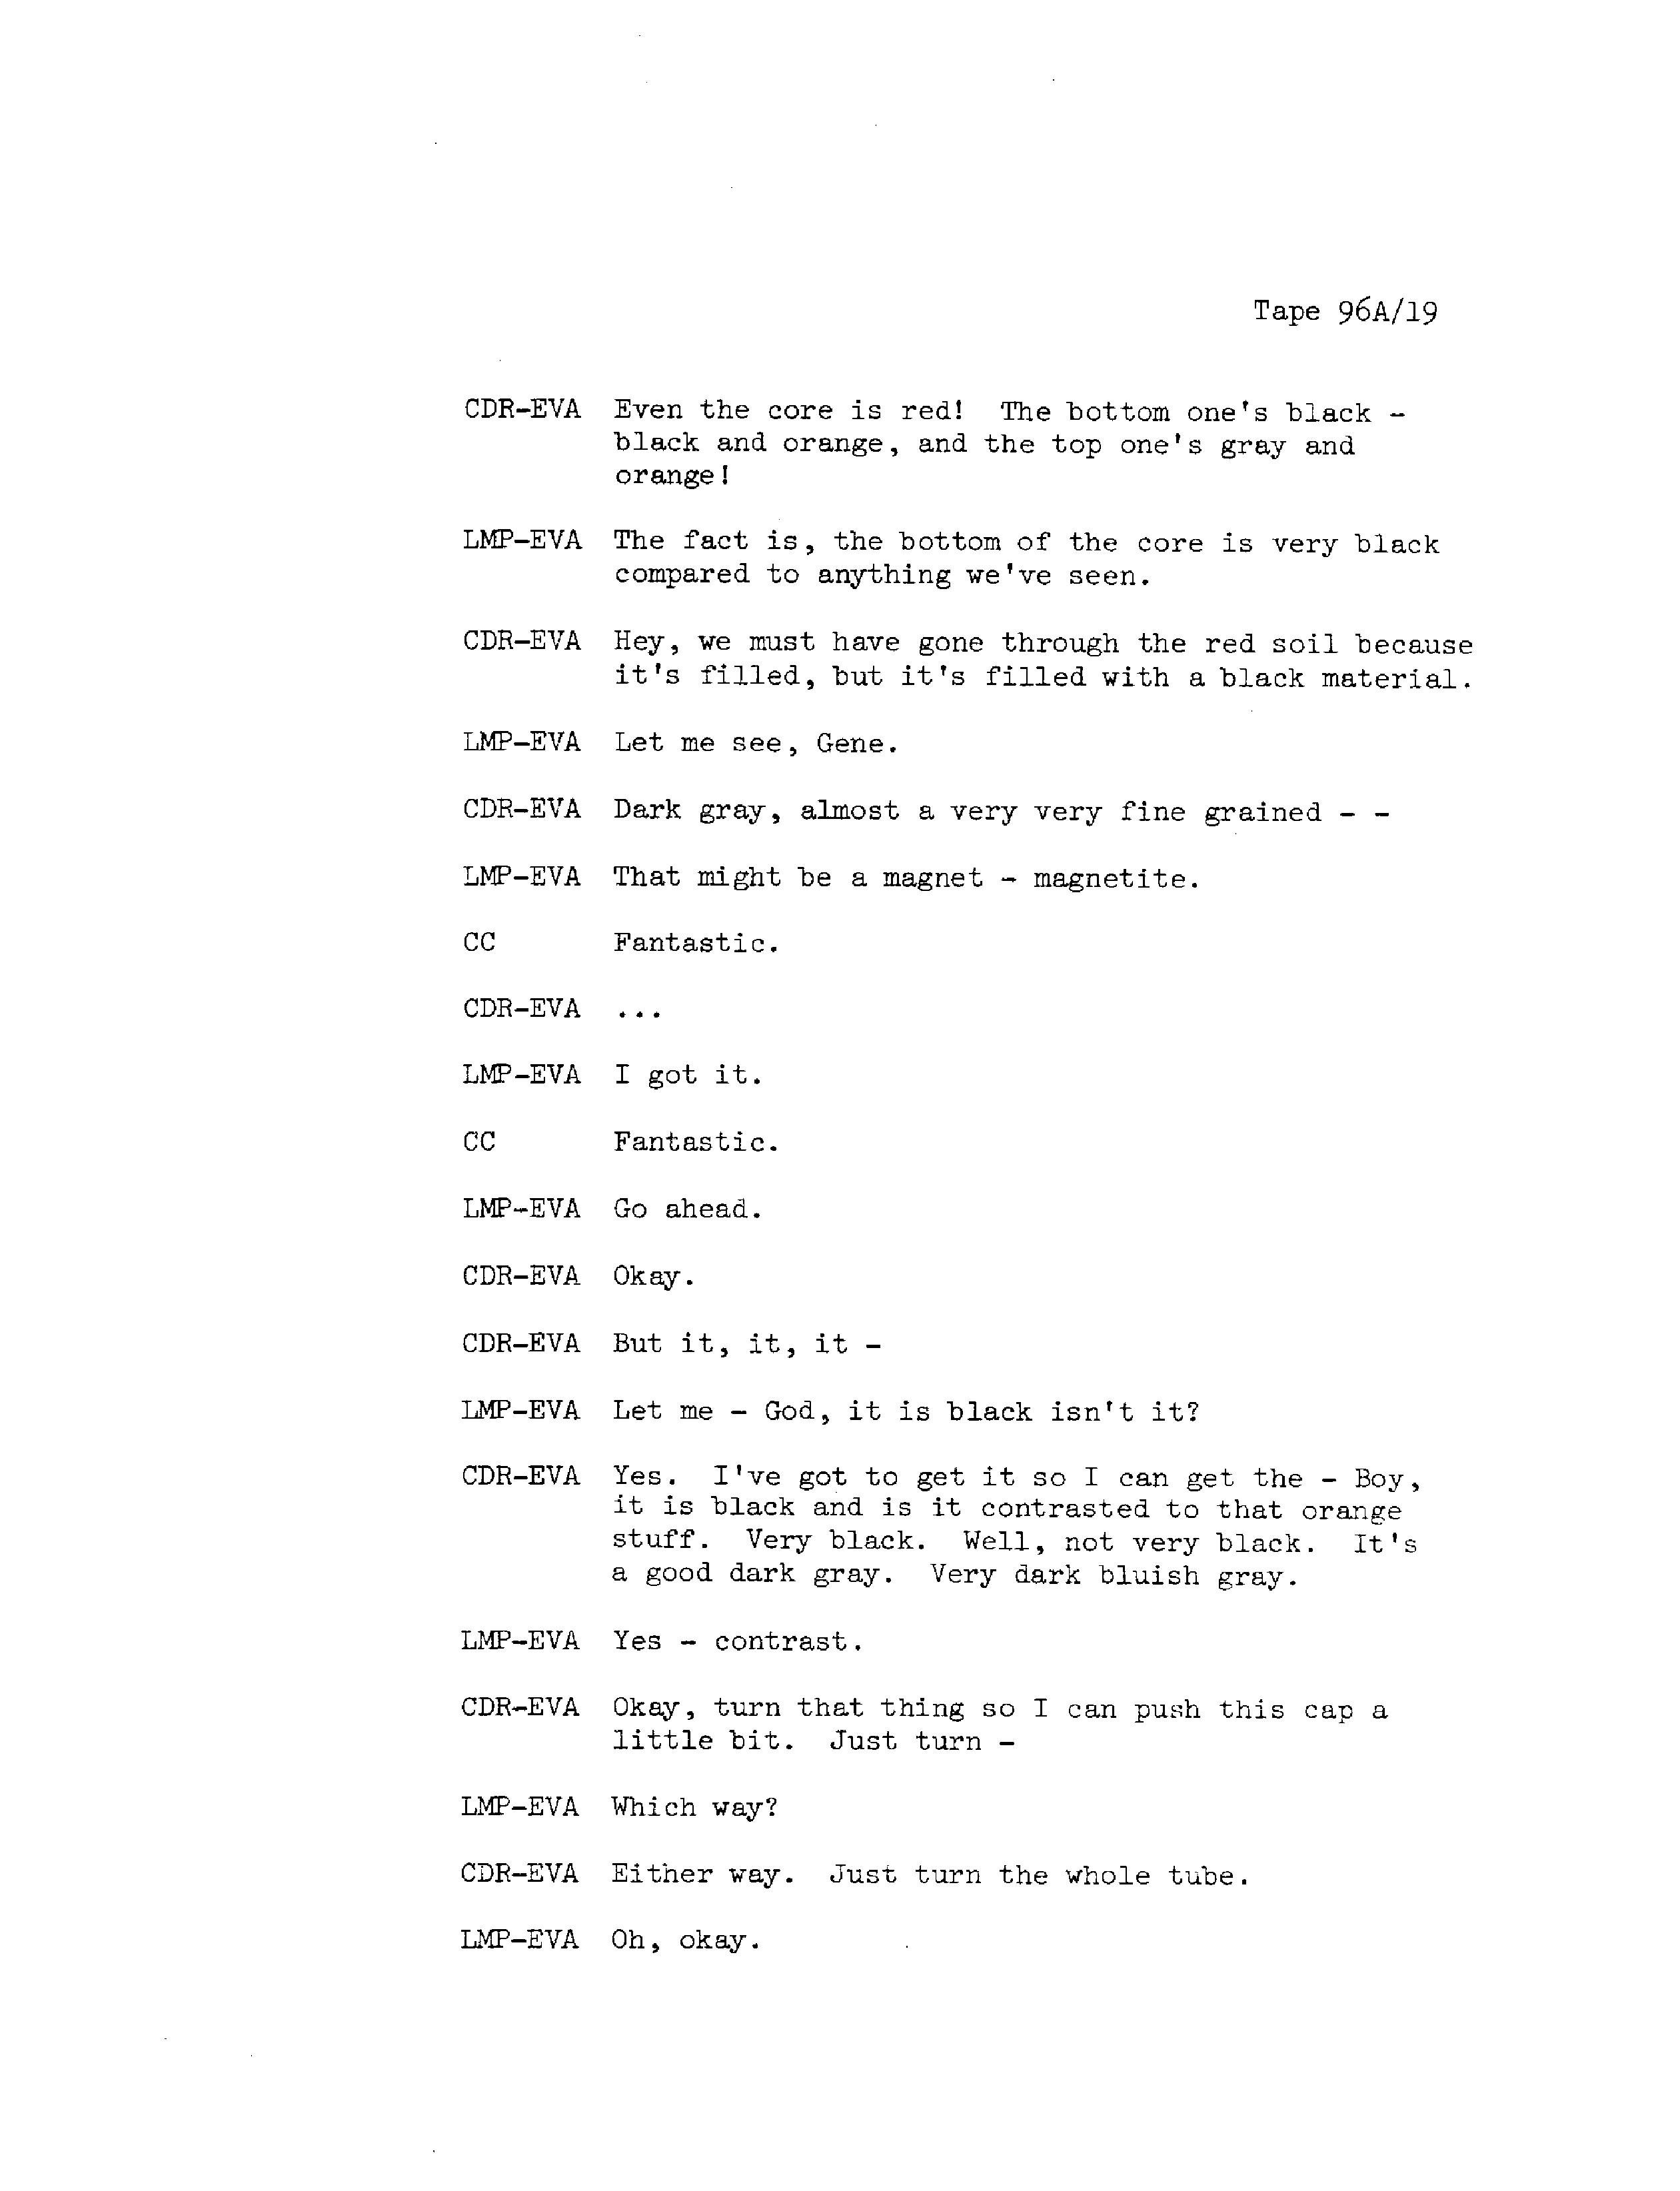 Tape 96A/19
CDR-EVA Even the core is red! The bottom one's black -
black and orange, and the top one's gray and
orange!
LMP-EVA The fact is, the bottom of the core is very black
compared to anything we've seen.
CDR-EVA Hey, we must have gone through the red soil because
it's filled, but it's filled with a black material.
LMP-EVA Let me see, Gene.
CDR-EVA Dark gray, almost a very very fine grained - -
LMP-EVA That might be a magnet - magnetite.
CC Fantastic.
CDR-EVA ...
LMP-EVA I got it.
CC Fantastic.
LMP-EVA Go ahead.
CDR-EVA Okay.
CDR-EVA But it, it, it -
LMP-EVA Let me - God, it is black isn't it?
CDR-EVA Yes. I've got to get it so I can get the - Boy,
it is black and is it contrasted to that orange
stuff. Very black. Well, not very black. It's
a good dark gray. Very dark bluish gray.
LMP-EVA Yes - contrast.
CDR-EVA Okay, turn that thing so I can push this cap a
little bit. Just turn -
LMP-EVA Which way?
CDR-EVA Either way. Just turn the whole tube.
LMP-EVA Oh, okay.